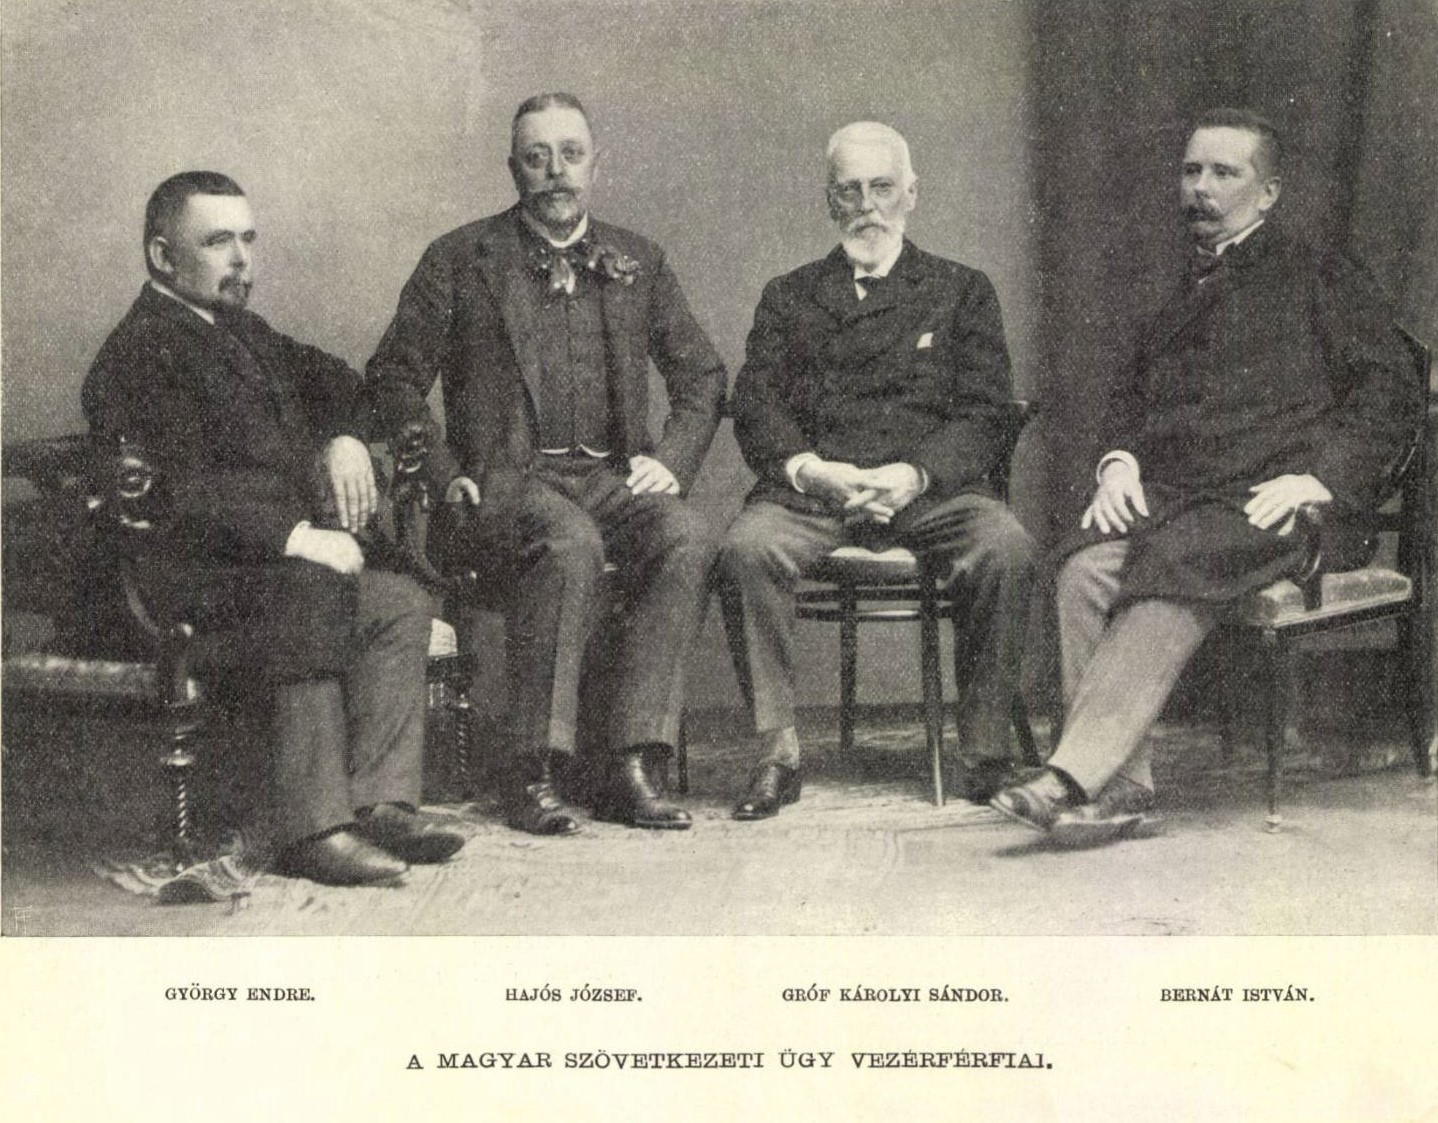 GYÖRGY ENDRE. HAJÓS JÓZSEF. GRÓF KÁROLYI SÁNDOR. BERNÁT ISTVÁN.
A MAGYAR SZÖVETKEZETI ÜGY VEZÉRFÉRFIAI.